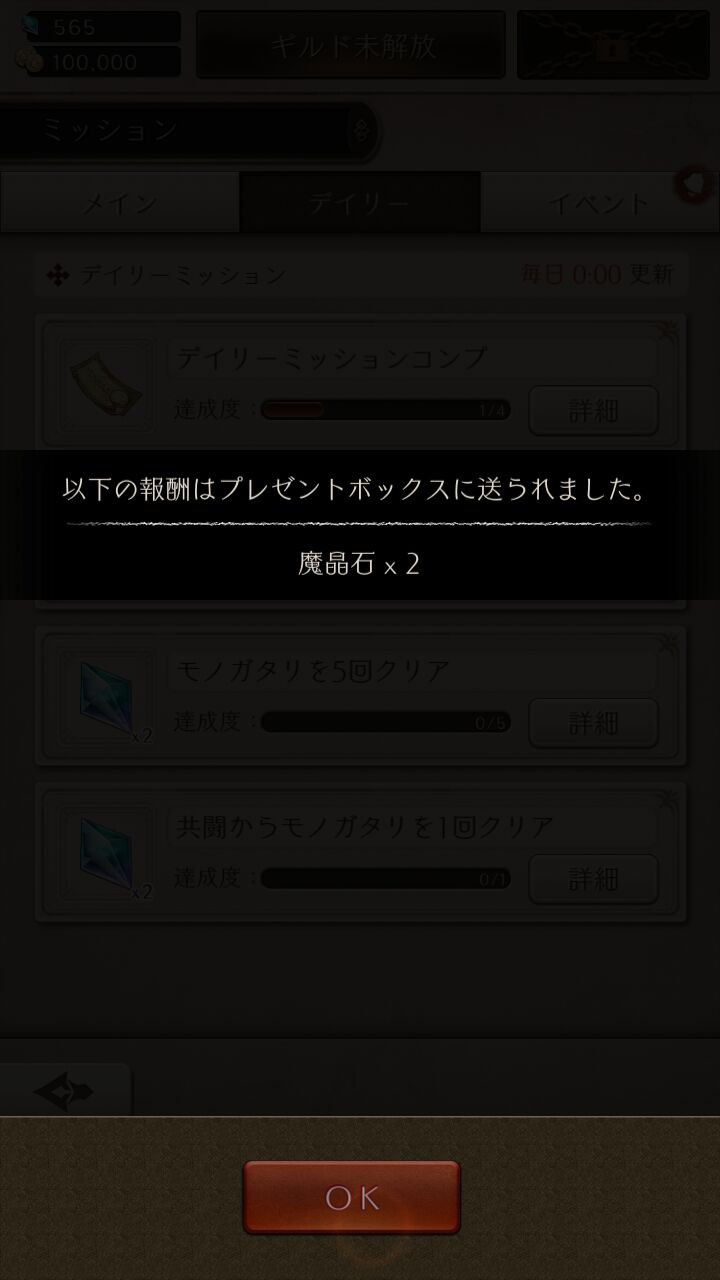 565
100,000
ギルド未解放
ミッション
メイン
デイリー
イベント
デイリーミッション
毎日 0:00 更新
デイリーミッションコンプ
達成度：
1/4
詳細
以下の報酬はプレゼントボックスに送られました。
魔晶石 x 2
モノガタリを5回クリア
x2
達成度：
0/5
詳細
共闘からモノガタリを1回クリア
x2
達成度：
0/1
詳細
OK